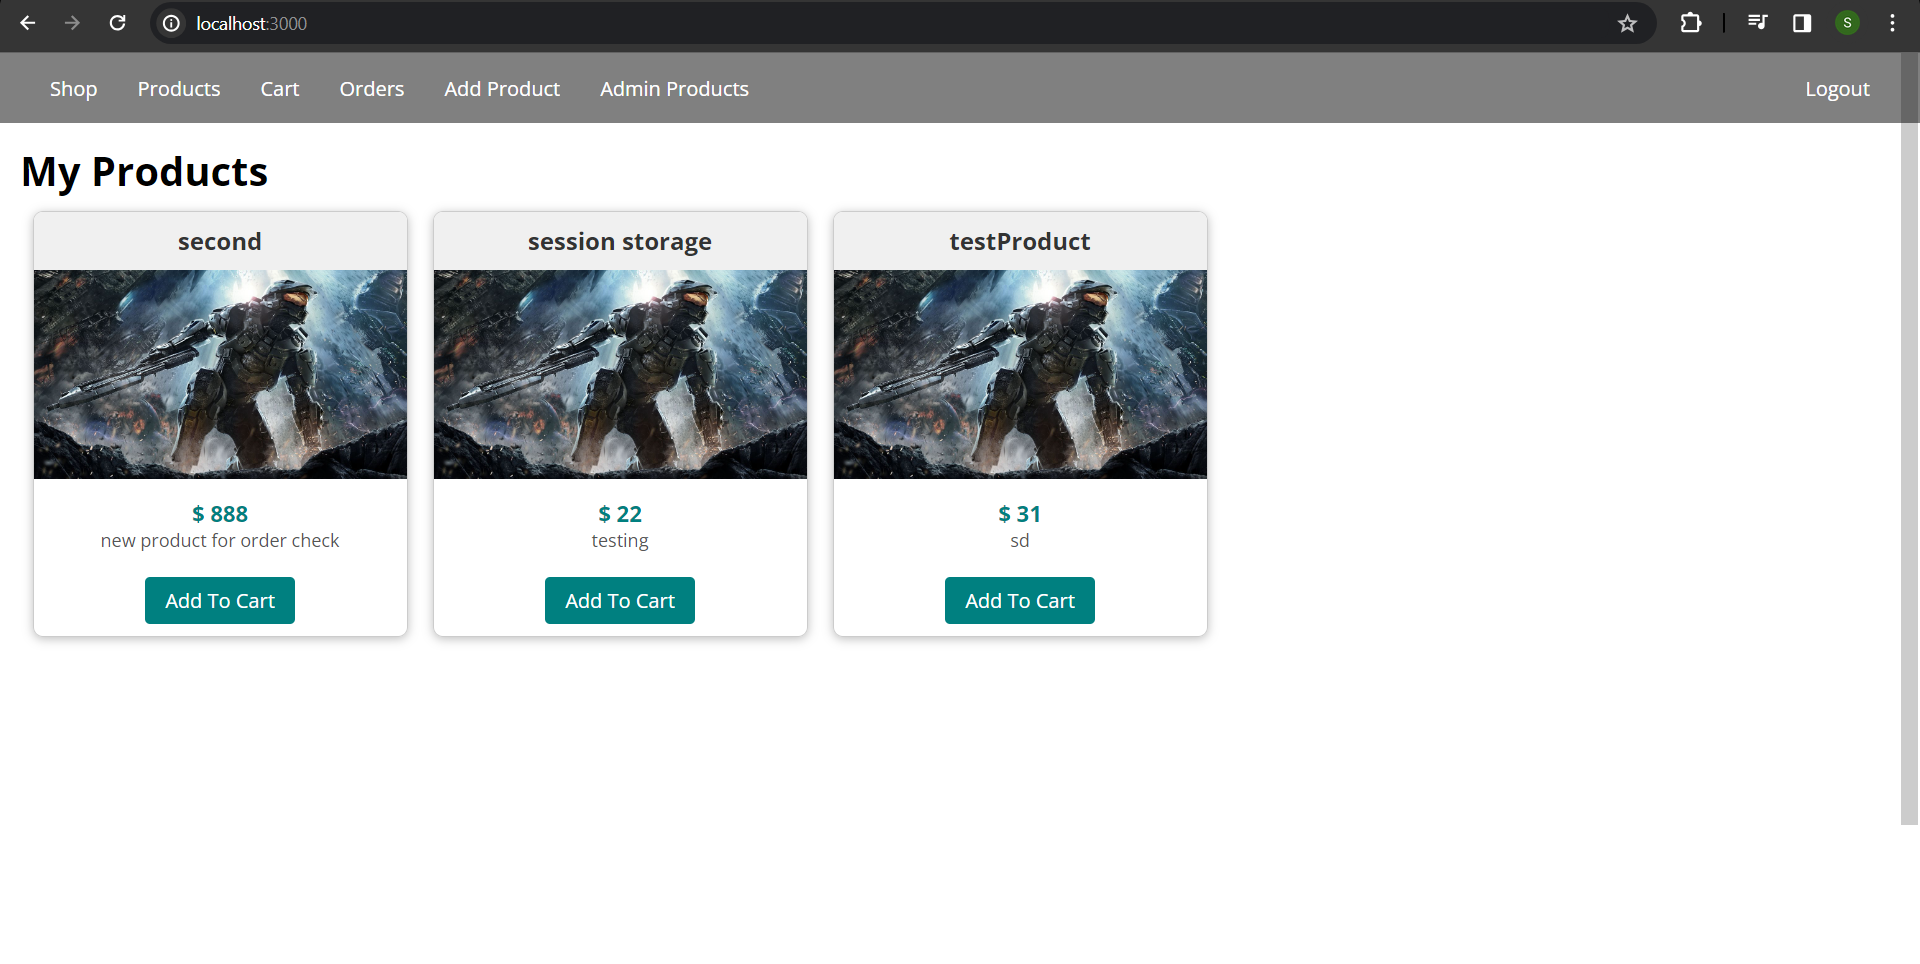 localhost:3000
S
Shop Products Cart Orders Add Product Admin Products Logout
My Products
second
session storage
testProduct
$ 888
new product for order check
$ 22
testing
$ 31
sd
Add To Cart
Add To Cart
Add To Cart